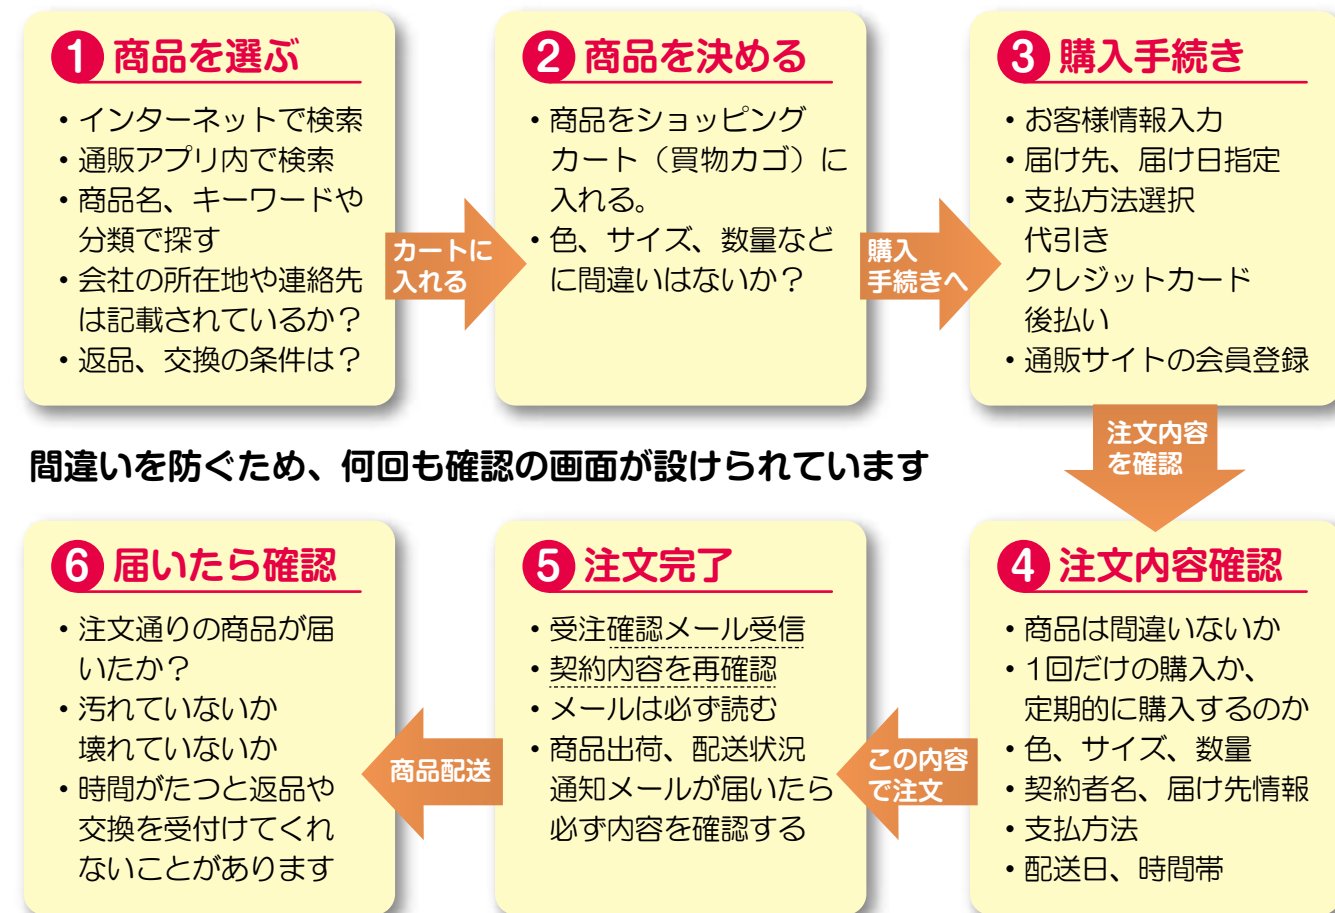 1 商品を選ぶ
・インターネットで検索
・通販アプリ内で検索
・商品名、キーワードや
分類で探す
・会社の所在地や連絡先
は記載されているか？
・返品、交換の条件は？
カートに
入れる
2 商品を決める
・商品をショッピング
カート（買物カゴ）に
入れる。
・色、サイズ、数量など
に間違いはないか？
購入
手続きへ
3 購入手続き
・お客様情報入力
・届け先、届け日指定
・支払方法選択
代引き
クレジットカード
後払い
・通販サイトの会員登録
注文内容
を確認
間違いを防ぐため、何回も確認の画面が設けられています
4 注文内容確認
・商品は間違いないか
・1回だけの購入か、
定期的に購入するのか
・色、サイズ、数量
・契約者名、届け先情報
・支払方法
・配送日、時間帯
この内容
で注文
5 注文完了
・受注確認メール受信
・契約内容を再確認
・メールは必ず読む
・商品出荷、配送状況
通知メールが届いたら
必ず内容を確認する
商品配送
6 届いたら確認
・注文通りの商品が届
いたか？
・汚れていないか
壊れていないか
・時間がたつと返品や
交換を受付けてくれ
ないことがあります